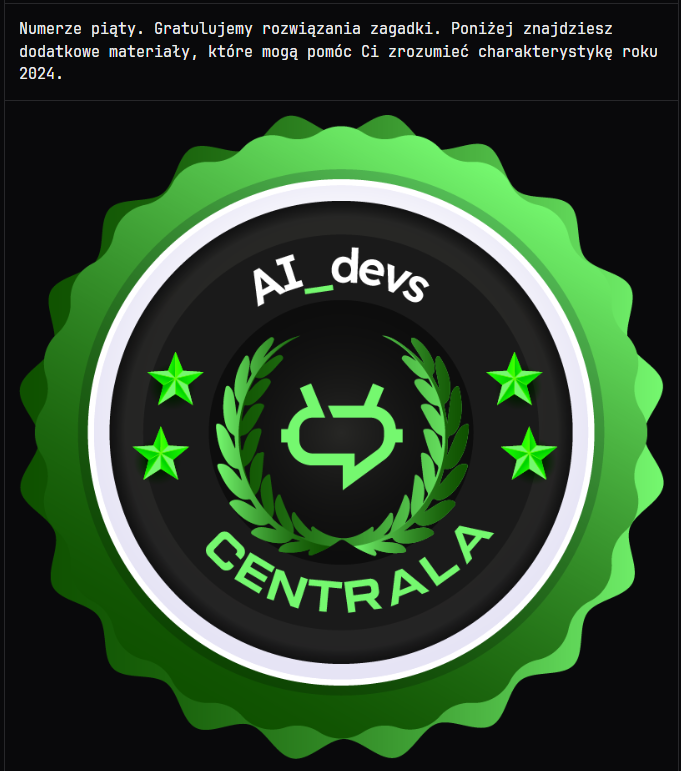 Numerze piąty. Gratulujemy rozwiązania zagadki. Poniżej znajdziesz
dodatkowe materiały, które mogą pomóc Ci zrozumieć charakterystykę roku
2024.
AI_devs
CENTRALA